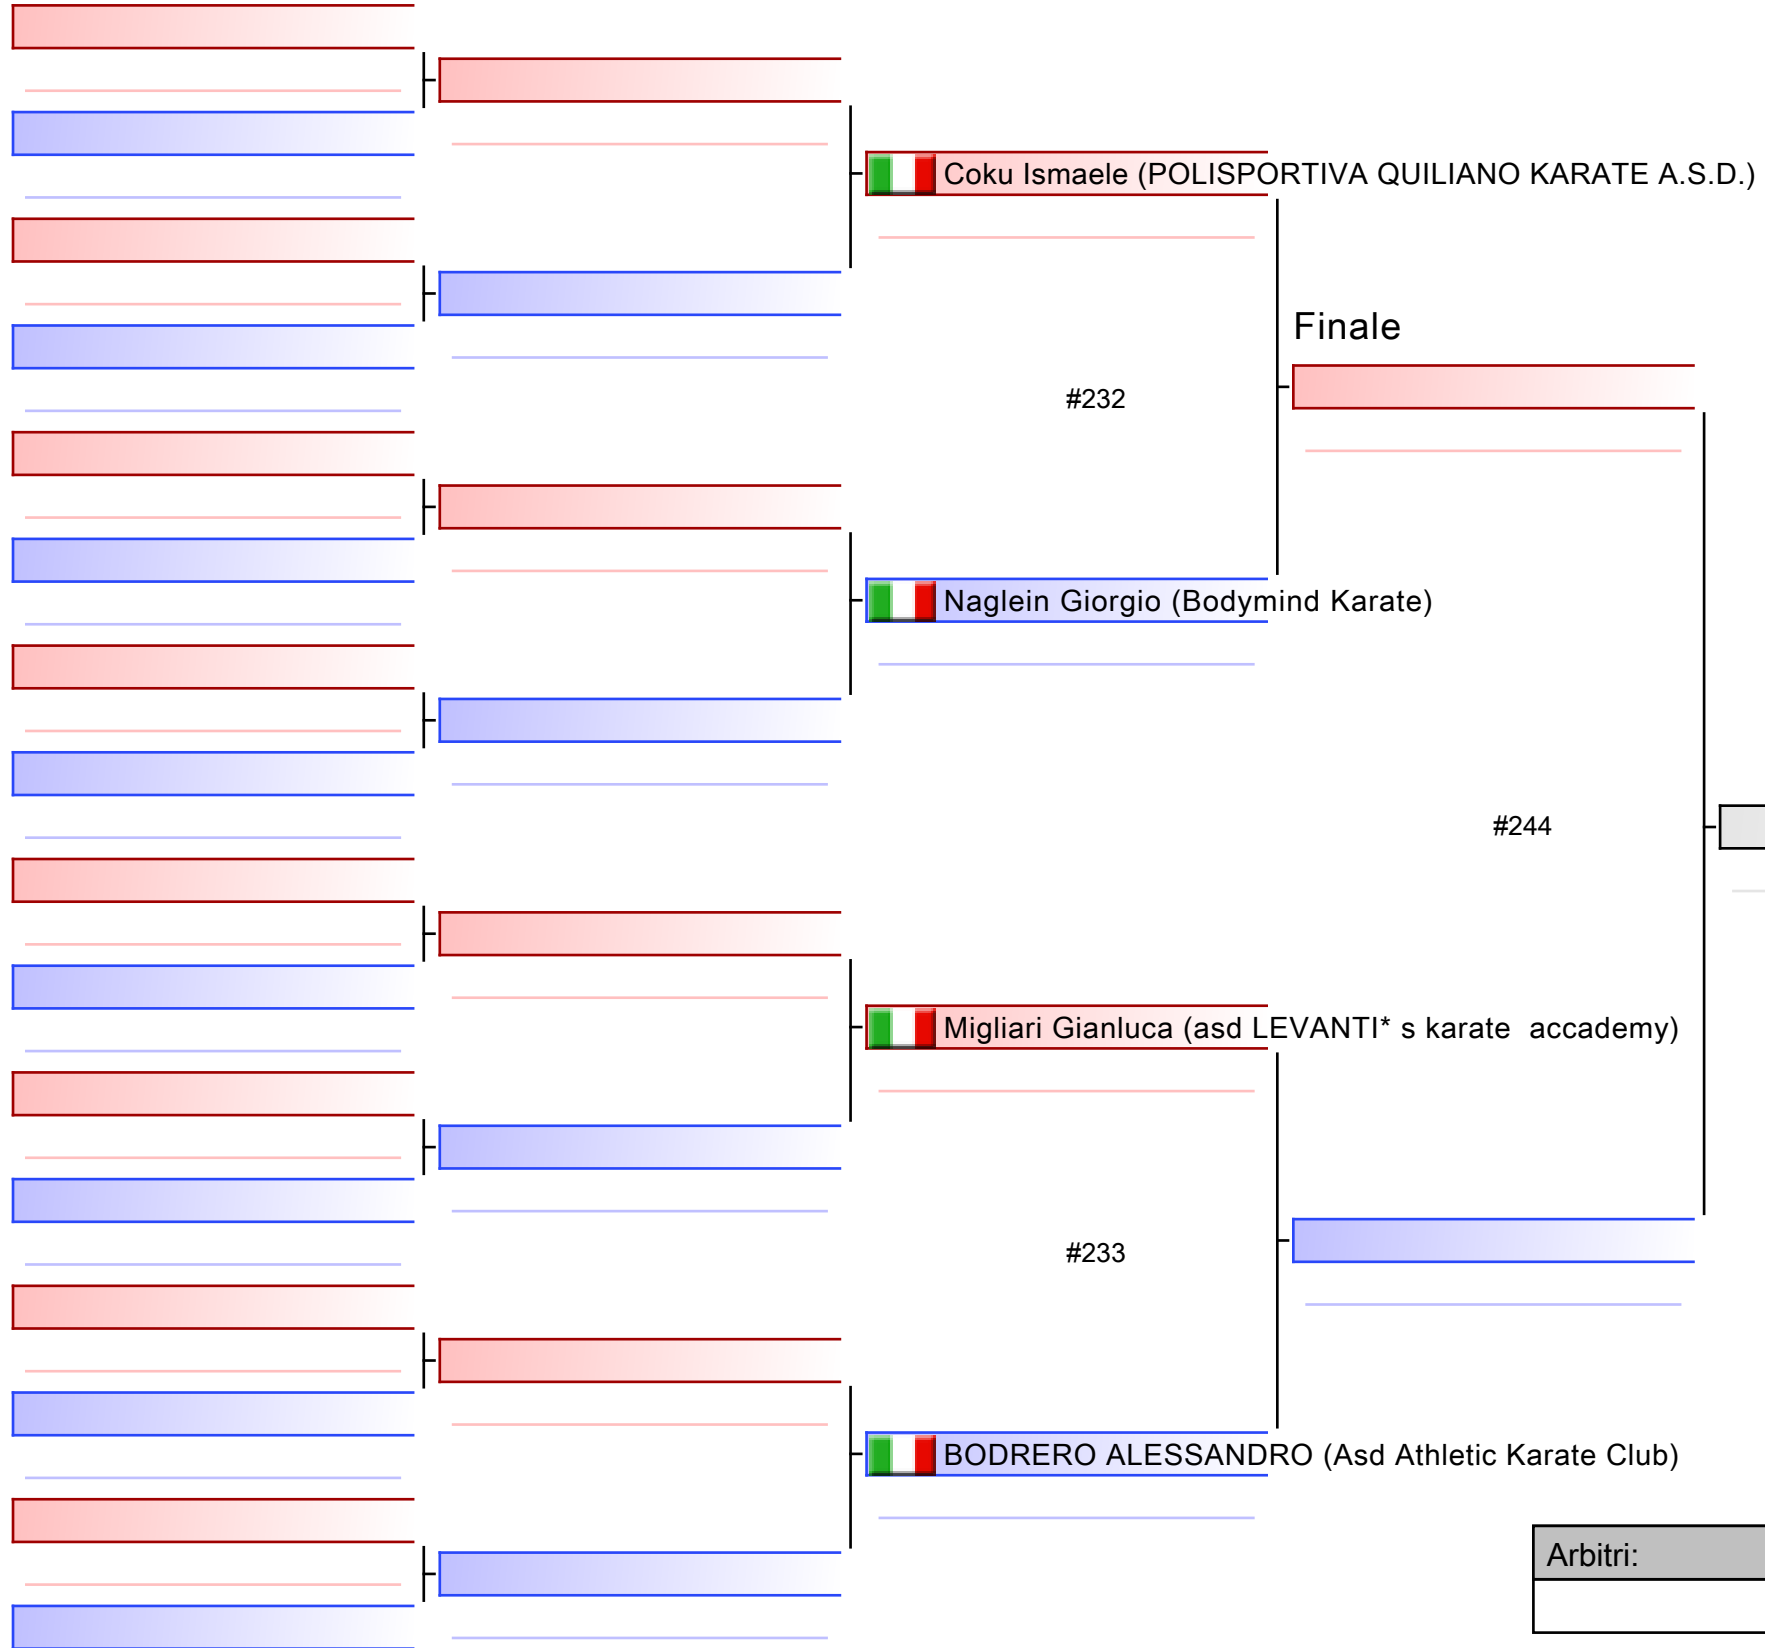 Coku Ismaele (POLISPORTIVA QUILIANO KARATE A.S.D.)
Finale
#232
Naglein Giorgio (Bodymind Karate)
#244
Migliari Gianluca (asd LEVANTI* s karate  accademy)
#233
BODRERO ALESSANDRO (Asd Athletic Karate Club)
Arbitri: